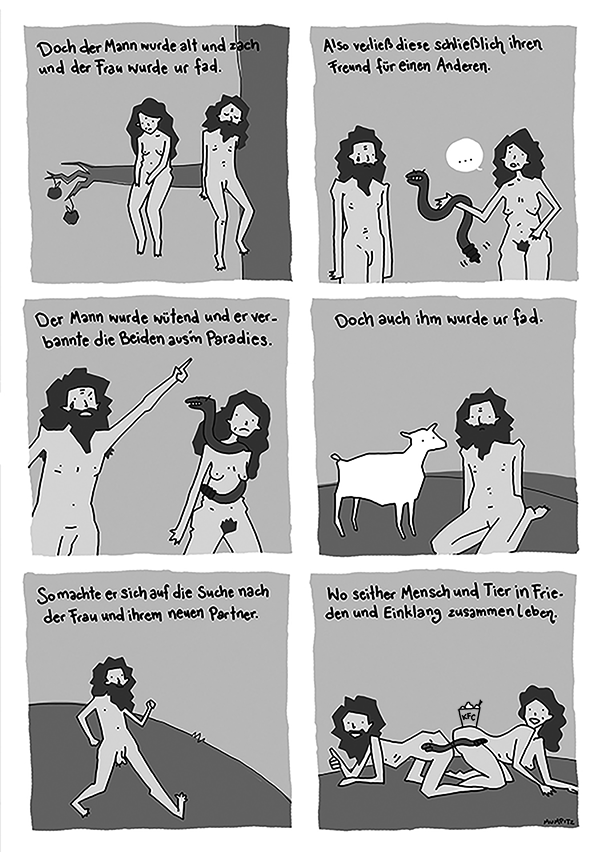 Doch der Mann wurde alt und zach
und der Frau wurde ur fad.
Also verließ diese schließlich ihren
Freund für einen Anderen.
...
Der Mann wurde wütend und er ver-
bannte die Beiden aus'm Paradies.
Doch auch ihm wurde ur fad.
So machte er sich auf die Suche nach
der Frau und ihrem neuen Partner.
Wo seither Mensch und Tier in Frie-
den und Einklang zusammen leben.
KFC
MUMPITZ